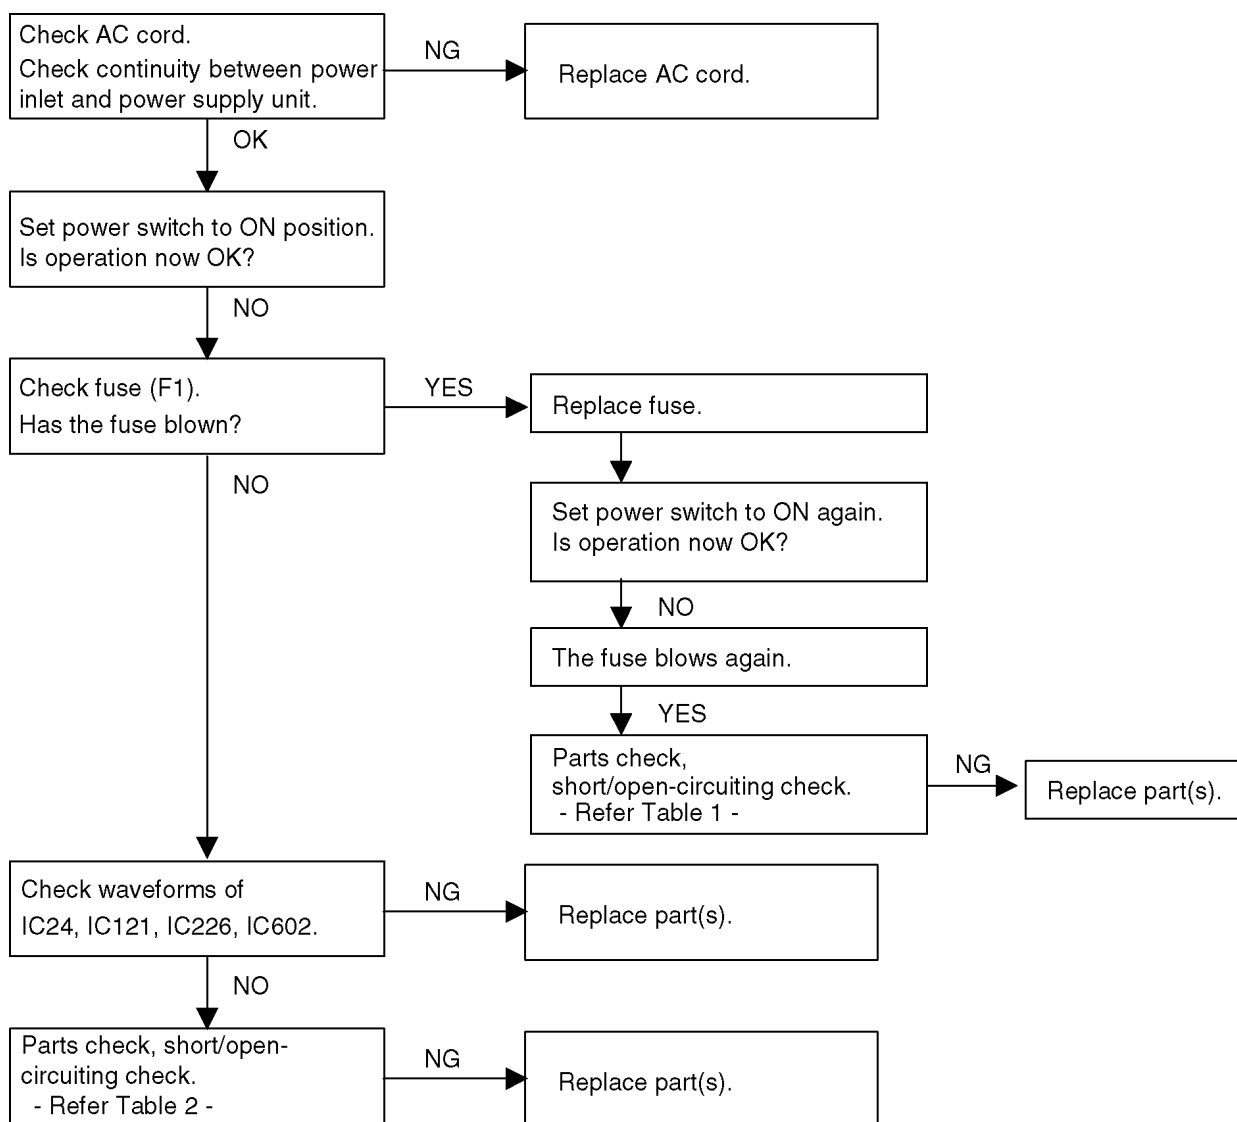 Check AC cord.
Check continuity between power
inlet and power supply unit.
NG
Replace AC cord.
OK
Set power switch to ON position.
Is operation now OK?
NO
Check fuse (F1).
Has the fuse blown?
YES
Replace fuse.
NO
Set power switch to ON again.
Is operation now OK?
NO
The fuse blows again.
YES
Parts check,
short/open-circuiting check.
- Refer Table 1 -
NG
Replace part(s).
Check waveforms of
IC24, IC121, IC226, IC602.
NG
Replace part(s).
NO
Parts check, short/open-
circuiting check.
- Refer Table 2 -
NG
Replace part(s).